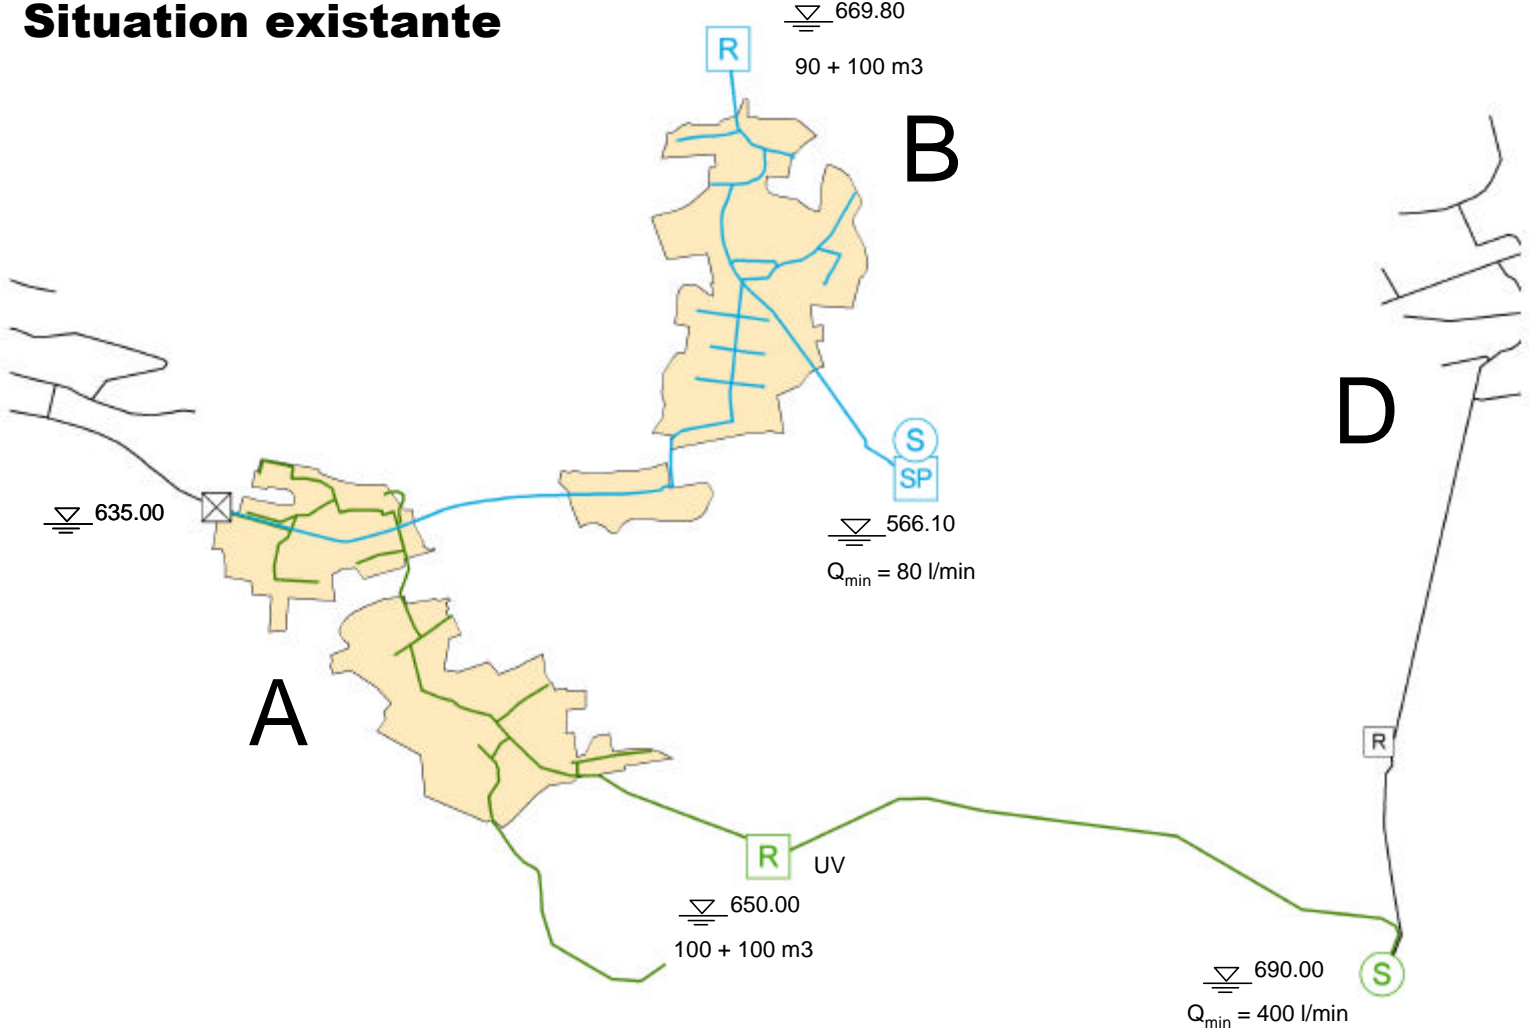 Situation existante
669.80
R
90 + 100 m3
B
D
S
SP
635.00
566.10
Qmin = 80 l/min
A
R
R
UV
650.00
100 + 100 m3
690.00
S
Qmin = 400 l/min